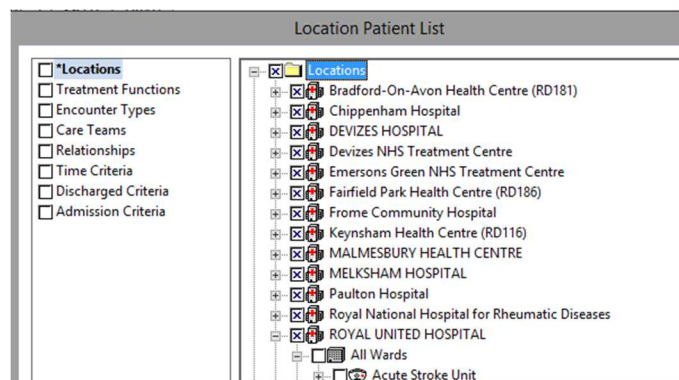 Location Patient List
*Locations
Treatment Functions
Encounter Types
Care Teams
Relationships
Time Criteria
Discharged Criteria
Admission Criteria
Locations
Bradford-On-Avon Health Centre (RD181)
Chippenham Hospital
DEVIZES HOSPITAL
Devizes NHS Treatment Centre
Emersons Green NHS Treatment Centre
Fairfield Park Health Centre (RD186)
Frome Community Hospital
Keynsham Health Centre (RD116)
MALMESBURY HEALTH CENTRE
MELKSHAM HOSPITAL
Paulton Hospital
Royal National Hospital for Rheumatic Diseases
ROYAL UNITED HOSPITAL
All Wards
Acute Stroke Unit